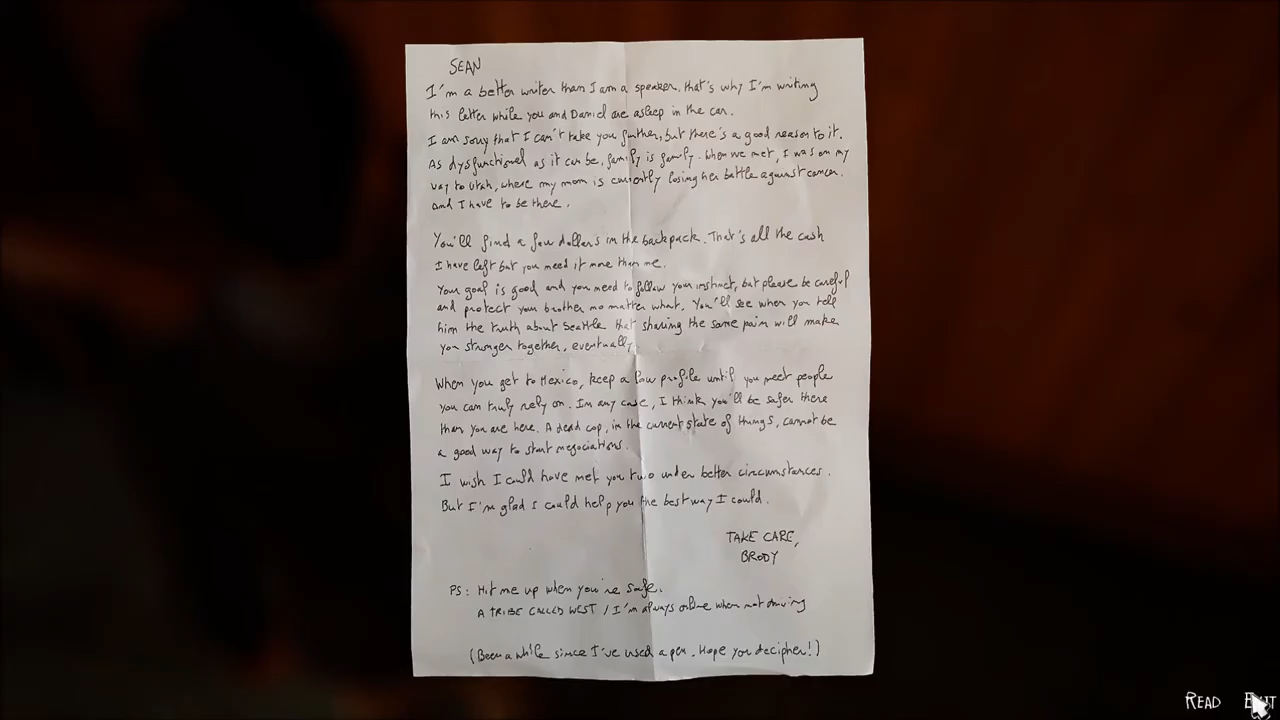 SEAN
I'm a better writer than I am a speaker, that's why I'm writing
this letter while you and Daniel are asleep in the car.
I am sorry that I can't take you further, but there's a good reason to it.
As dysfunctional as it can be, family is family. When we met, I was on my
way to Utah, where my mom is currently losing her battle against cancer.
And I have to be there.
You'll find a few dollars in the backpack. That's all the cash
I have left but you need it more than me.
Your goal is good and you need to follow your instinct, but please be careful
and protect your brother no matter what. You'll see when you tell
him the truth about Seattle that sharing the same pain will make
you stronger together, eventually.
When you get to Mexico, keep a low profile until you meet people
you can truly rely on. In any case, I think you'll be safer there
than you are here. A dead cop, in the current state of things, cannot be
a good way to start negociations.
I wish I could have met you two under better circumstances.
But I'm glad I could help you the best way I could.
TAKE CARE,
BRODY
PS: Hit me up when you're safe.
A TRIBE CALLED WEST / I'm always online when not driving
(Been a while since I've used a pen. Hope you decipher!)
READ EXIT